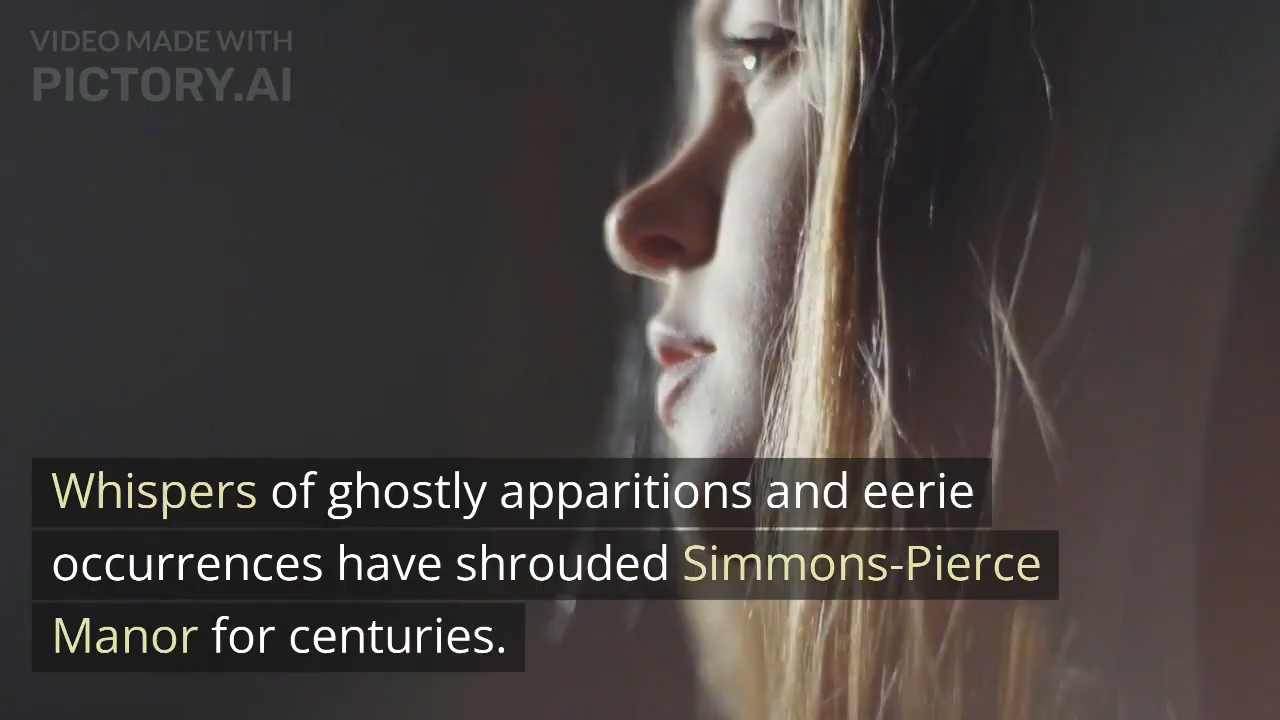 VIDEO MADE WITH
PICTORY.AI
Whispers of ghostly apparitions and eerie
occurrences have shrouded Simmons-Pierce
Manor for centuries.